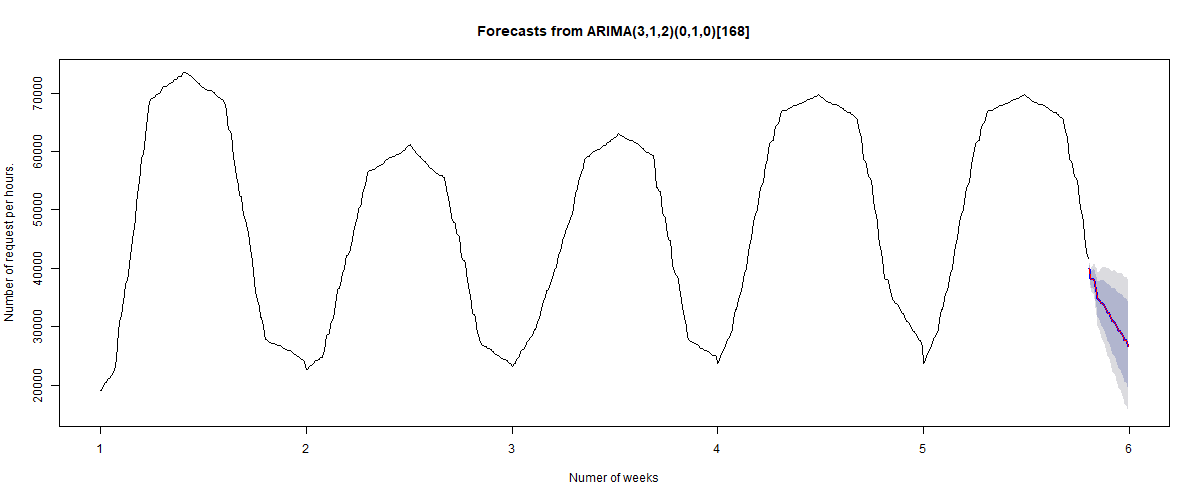 Forecasts from ARIMA(3,1,2)(0,1,0)[168]
Number of request per hours.
70000
60000
50000
40000
30000
20000
1 2 3 4 5 6
Numer of weeks